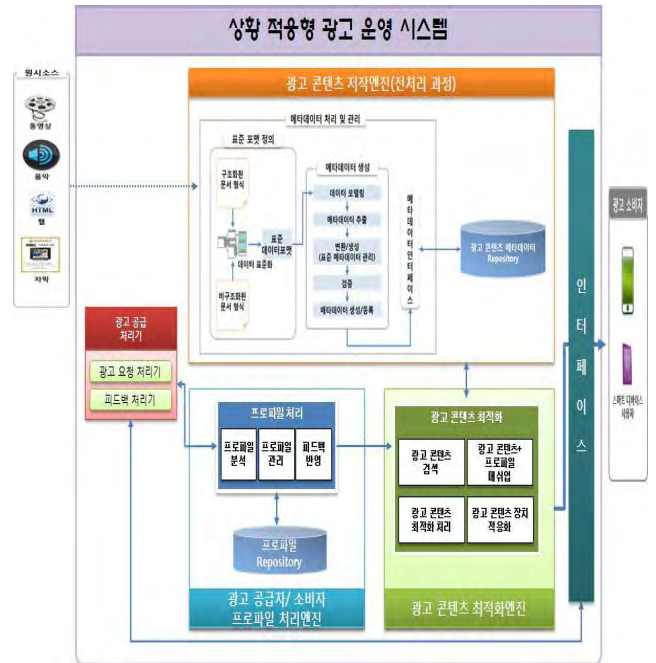 상황 적응형 광고 운영 시스템
원시소스
동영상
음악
HTML
웹
자막
광고 콘텐츠 저작엔진(전처리 과정)
메타데이터 처리 및 관리
표준 포맷 정의
구조화원
문서 형식
표준
데이터포맷
데이터 표준화
비구조화원
문서 형식
메타데이터 생성
데이터 모델링
메타데이터 추출
변환/생성
(표준 메타데이터 관리)
검증
메타데이터 생성/등록
메타데이터 인터페이스
광고 콘텐츠 메타데이터
Repository
인터페이스
광고 소비자
스마트 디바이스
사용자
광고 공급
처리기
광고 요청 처리기
피드백 처리기
프로파일 처리
프로파일
분석
프로파일
관리
피드백
반영
프로파일
Repository
광고 공급자/ 소비자
프로파일 처리엔진
광고 콘텐츠 최적화
광고 콘텐츠
검색
광고 콘텐츠+
프로파일
매쉬업
광고 콘텐츠
최적화 처리
광고 콘텐츠 장치
적응화
광고 콘텐츠 최적화엔진